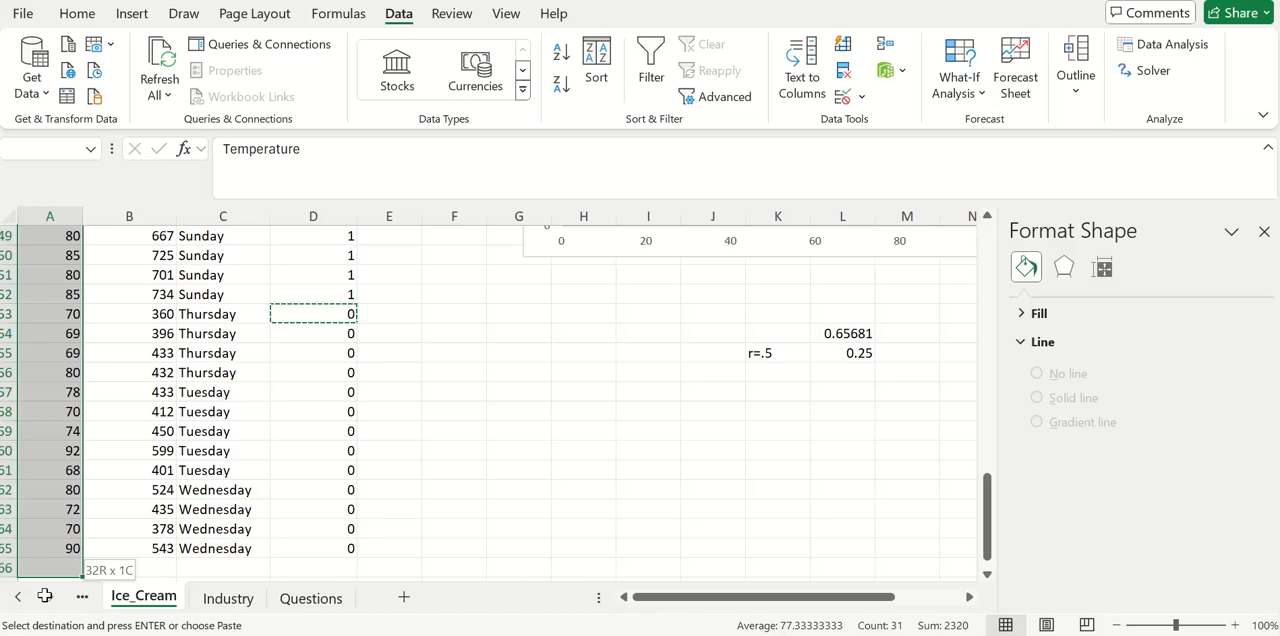 File Home Insert Draw Page Layout Formulas Data Review View Help Comments Share
Get Data
Refresh All
Queries & Connections
Properties
Workbook Links
Stocks
Currencies
Sort
Filter
Clear
Reapply
Advanced
Text to Columns
What-If Analysis
Forecast Sheet
Outline
Data Analysis
Solver
Get & Transform Data Queries & Connections Data Types Sort & Filter Data Tools Forecast Analyze
fx Temperature
A B C D E F G H I J K L M N
49 80 667 Sunday 1 0 20 40 60 80
50 85 725 Sunday 1
51 80 701 Sunday 1
52 85 734 Sunday 1
53 70 360 Thursday 0
54 69 396 Thursday 0 0.65681
55 69 433 Thursday 0 r=.5 0.25
56 80 432 Thursday 0
57 78 433 Tuesday 0
58 70 412 Tuesday 0
59 74 450 Tuesday 0
60 92 599 Tuesday 0
61 68 401 Tuesday 0
62 80 524 Wednesday 0
63 72 435 Wednesday 0
64 70 378 Wednesday 0
65 90 543 Wednesday 0
66 32R x 1C
Format Shape
Fill
Line
No line
Solid line
Gradient line
Ice_Cream Industry Questions
Select destination and press ENTER or choose Paste Average: 77.33333333 Count: 31 Sum: 2320 100%